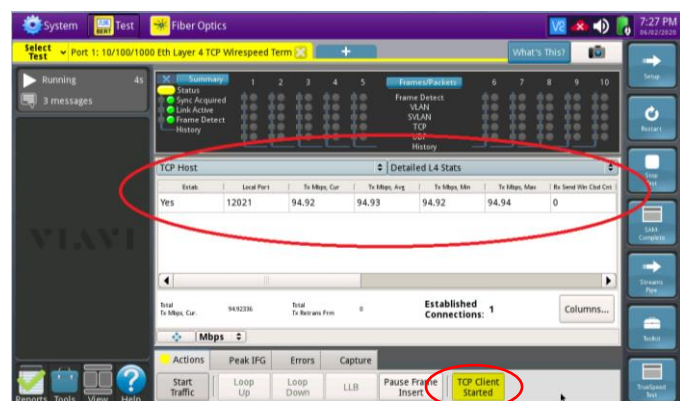 System Test Fiber Optics 7:27 PM
06/02/2020
Select Test Port 1: 10/100/1000 Eth Layer 4 TCP Wirespeed Term What's This?
Running 4s
3 messages
VIAVI
Summary 1 2 3 4 5 Frames/Packets 6 7 8 9 10
Status
Sync Acquired
Link Active
Frame Detect
History
Frame Detect
VLAN
SVLAN
TCP
UDP
History
TCP Host Detailed L4 Stats
Estab. Local Port Tx Mbps, Cur Tx Mbps, Avg Tx Mbps, Min Tx Mbps, Max Rx Send Win Clsd Cnt
Yes 12021 94.92 94.93 94.92 94.94 0
Total
Tx Mbps, Cur. 94.92336
Total
Tx Retrans Frm 0
Established
Connections: 1
Columns...
Mbps
Actions Peak IFG Errors Capture
Start
Traffic
Loop
Up
Loop
Down
LLB
Pause Frame
Insert
TCP Client
Started
Reports Tools View Help
Setup
Restart
Stop
Test
SAM-
Complete
Streams
Pipe
Toolkit
TrueSpeed
Test